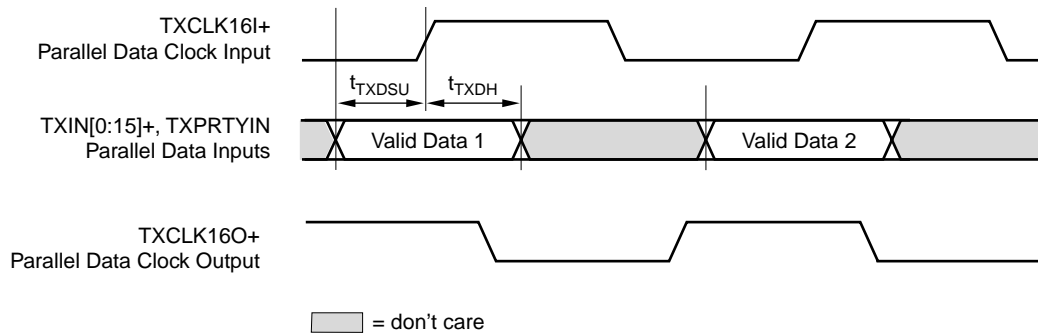 TXCLK16I+
Parallel Data Clock Input
tTXDSU
tTXDH
TXIN[0:15]+, TXPRTYIN
Parallel Data Inputs
Valid Data 1
Valid Data 2
TXCLK16O+
Parallel Data Clock Output
= don't care